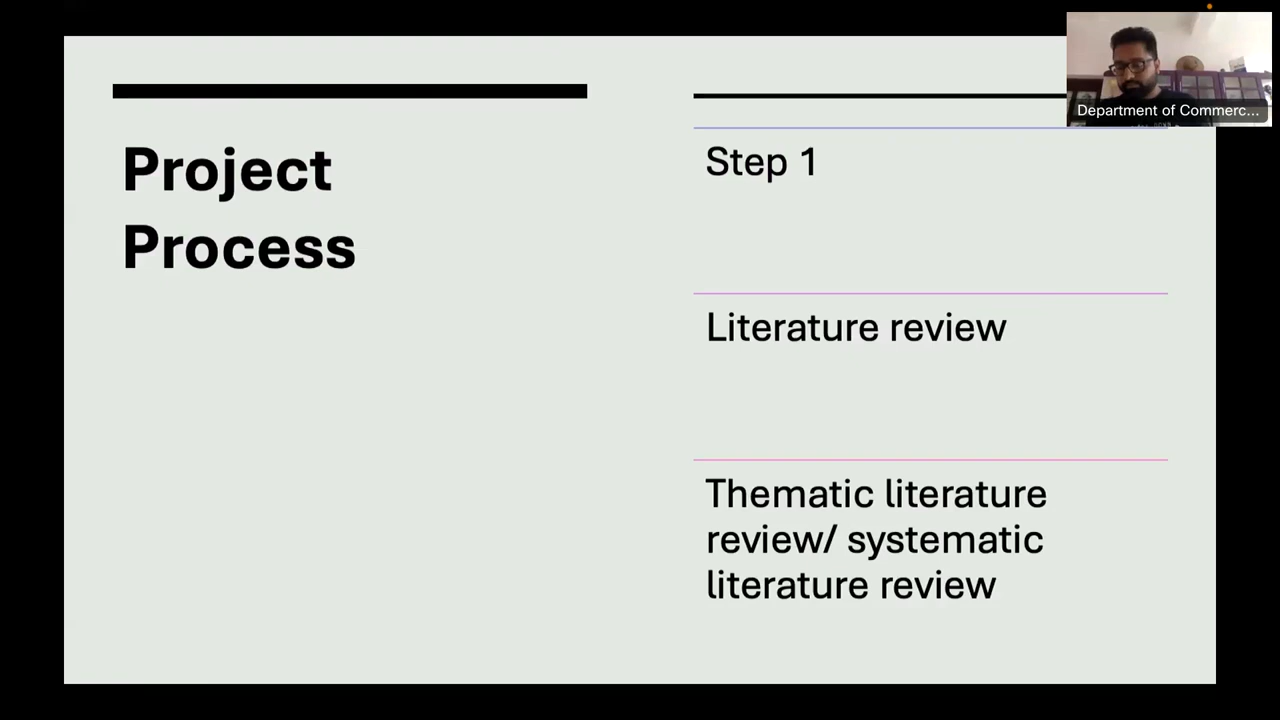 Project
Process
Step 1
Literature review
Thematic literature
review/ systematic
literature review
Department of Commerc...